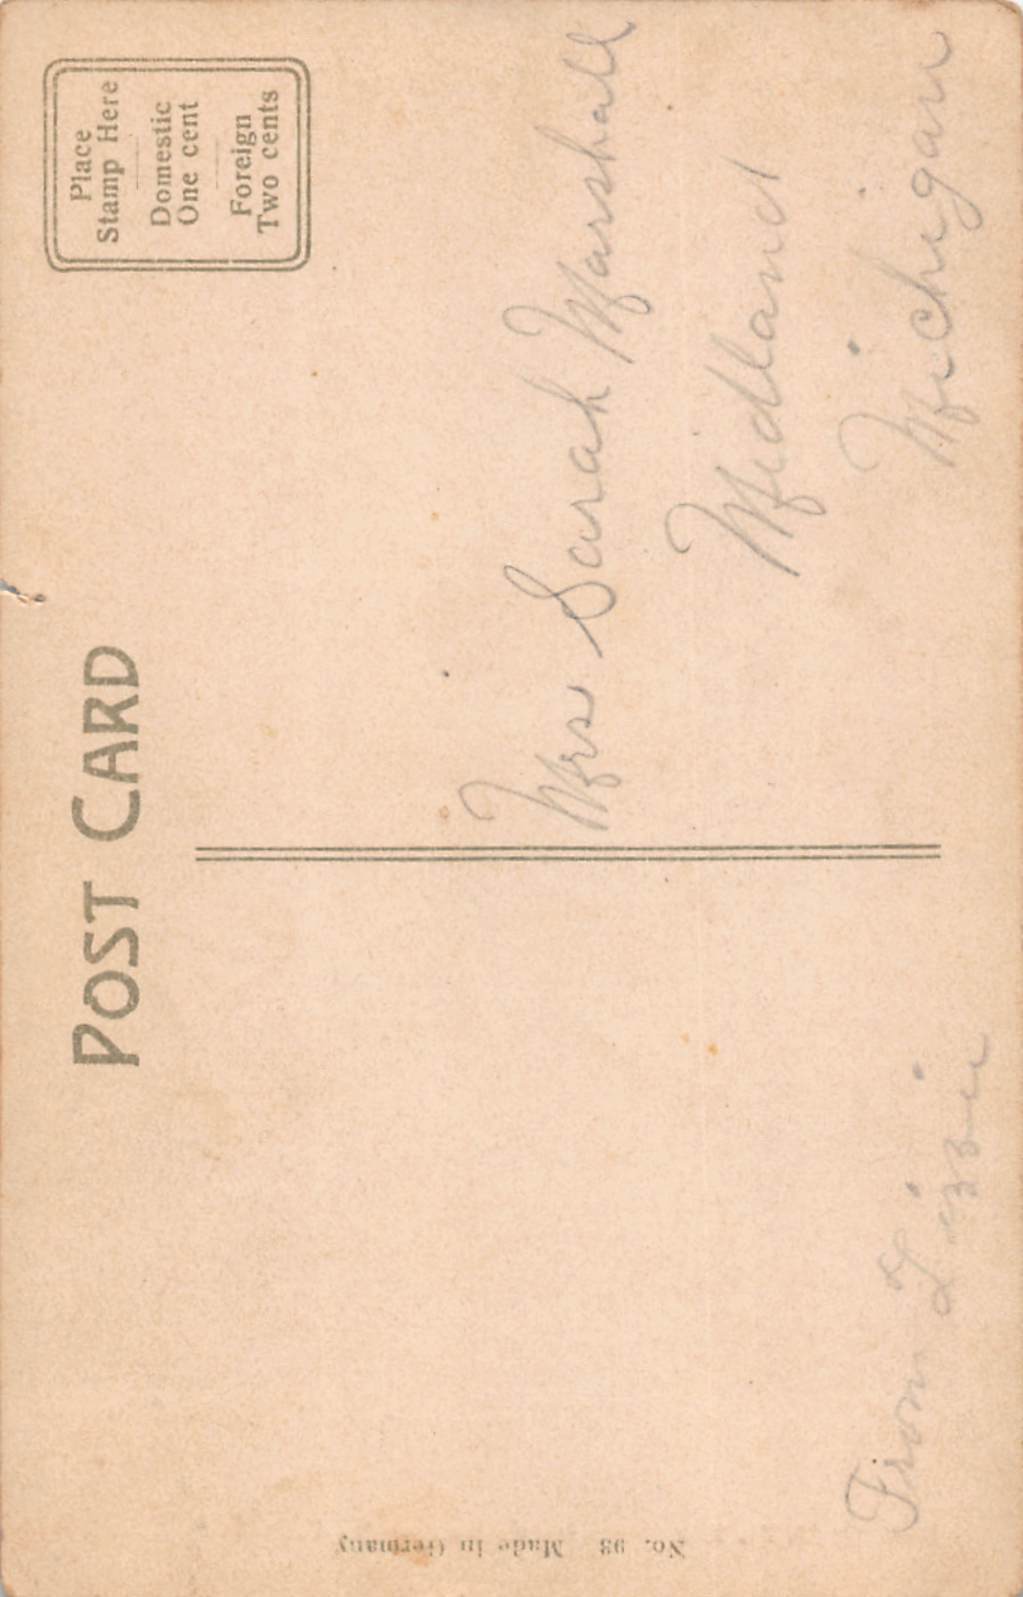 POST CARD
Place
Stamp Here
Domestic
One cent
Foreign
Two cents
Mrs Sarah Marshall
Midland
Michigan
From Lizzie
No. 93 Made in Germany